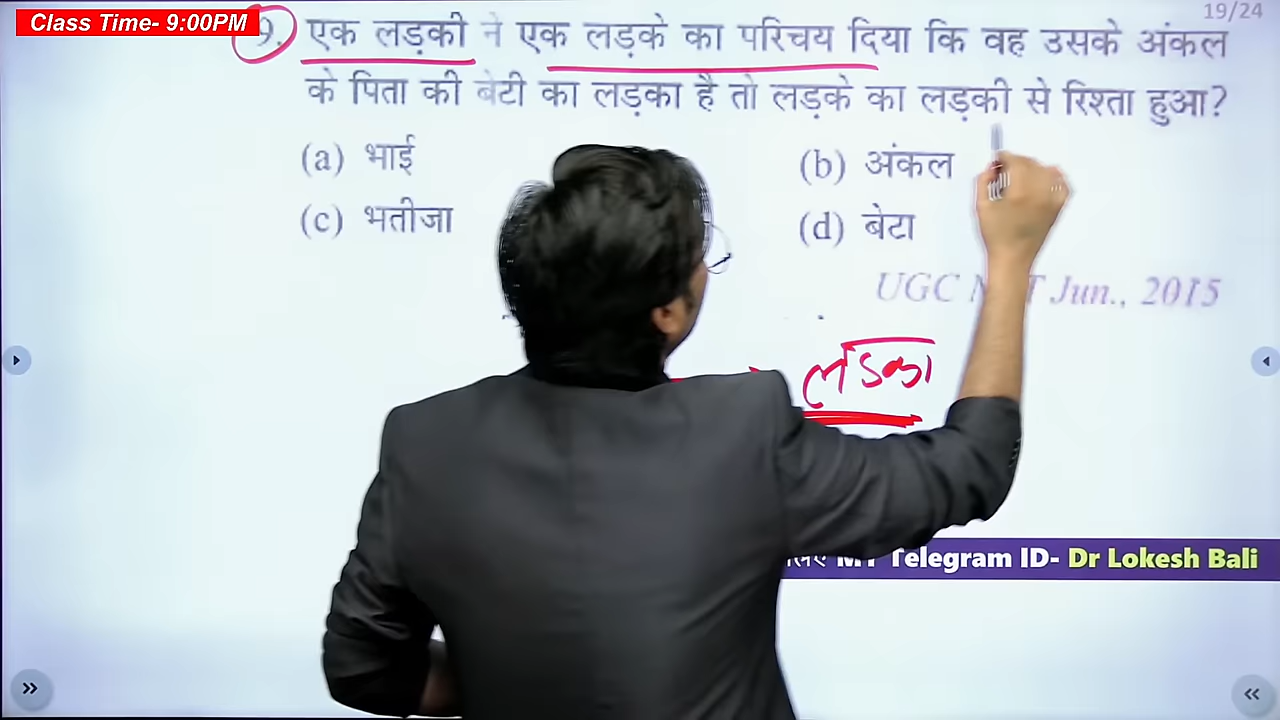 Class Time- 9:00PM
19/24
9. एक लड़की ने एक लड़के का परिचय दिया कि वह उसके अंकल
के पिता की बेटी का लड़का है तो लड़के का लड़की से रिश्ता हुआ?
(a) भाई
(b) अंकल
(c) भतीजा
(d) बेटा
UGC Jun., 2015
लडका
Telegram ID- Dr Lokesh Bali